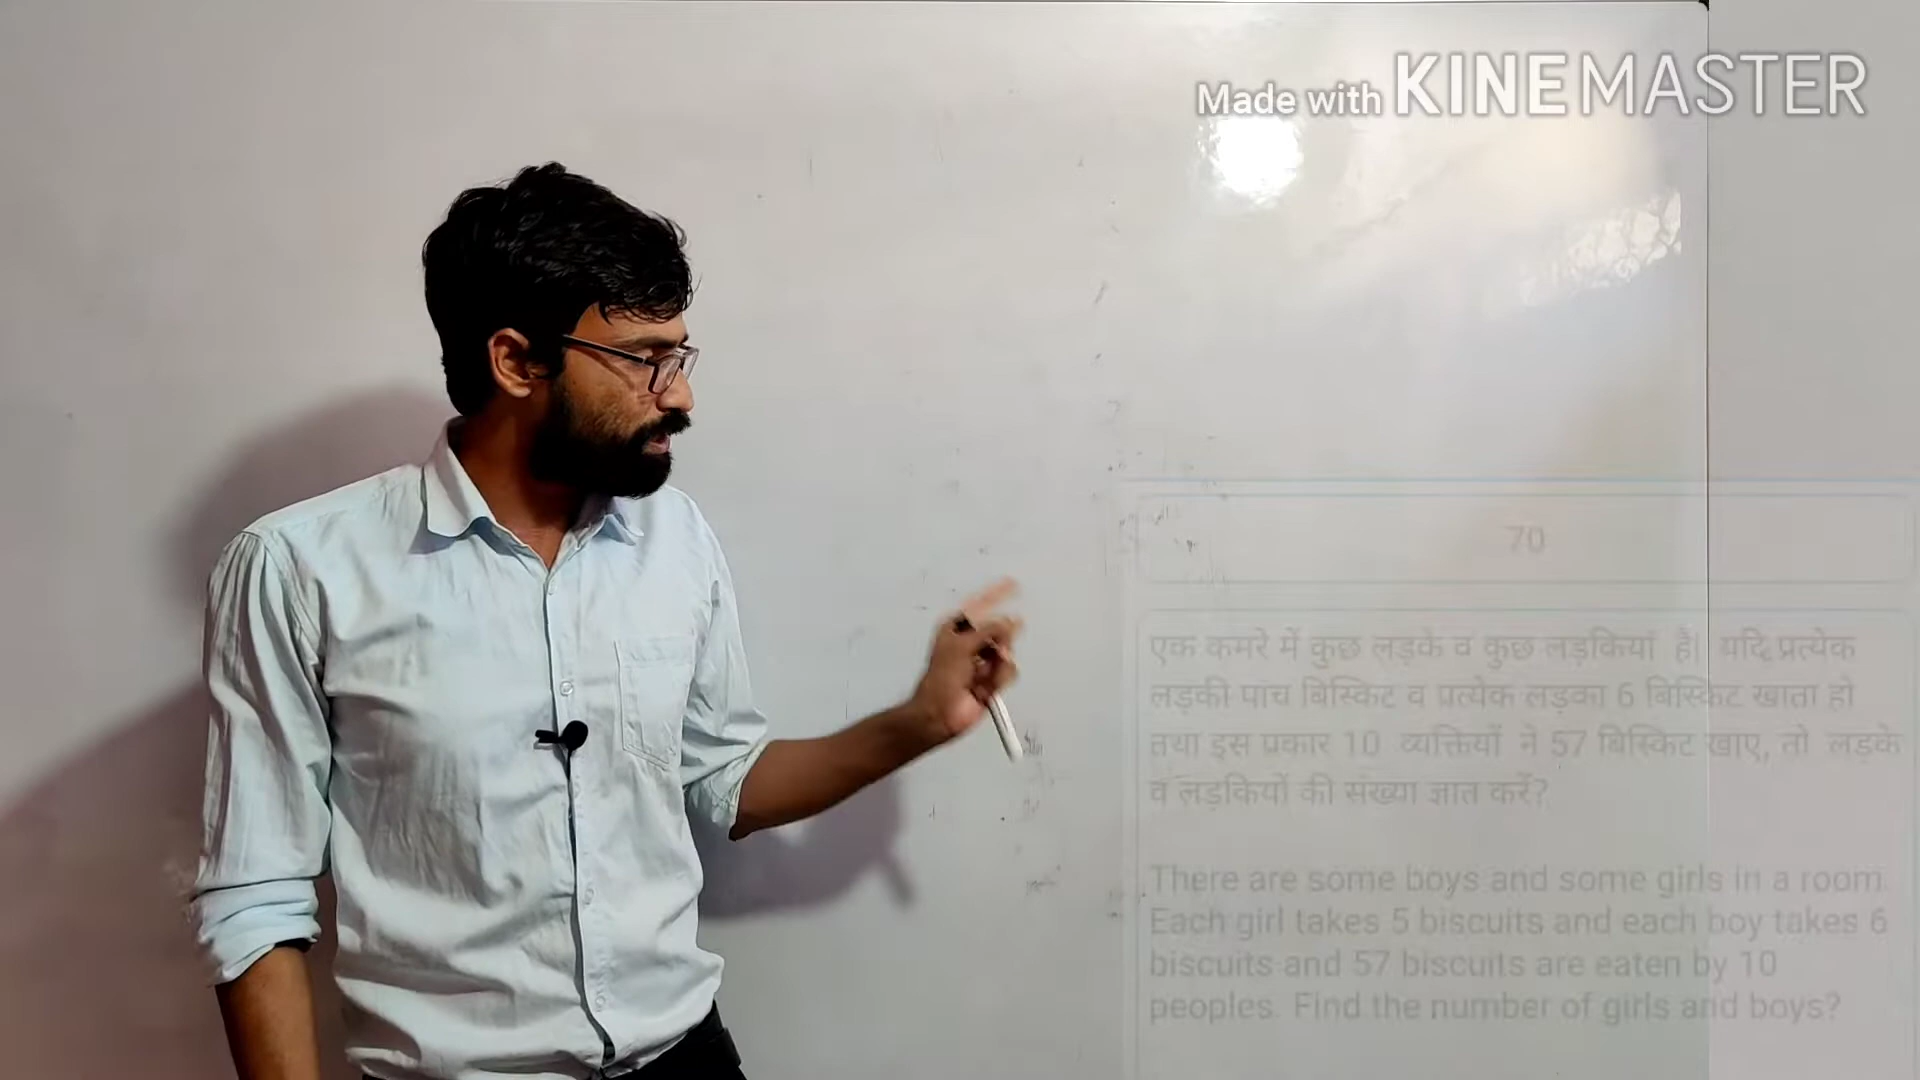 Made with KINEMASTER
70
एक कमरे में कुछ लड़के व कुछ लड़कियां है। यदि प्रत्येक
लड़की पाच बिस्किट व प्रत्येक लड़का 6 बिस्किट खाता हो
तथा इस प्रकार 10 व्यक्तियों ने 57 बिस्किट खाए, तो लड़के
व लड़कियों की संख्या ज्ञात करें?
There are some boys and some girls in a room.
Each girl takes 5 biscuits and each boy takes 6
biscuits and 57 biscuits are eaten by 10
peoples. Find the number of girls and boys?